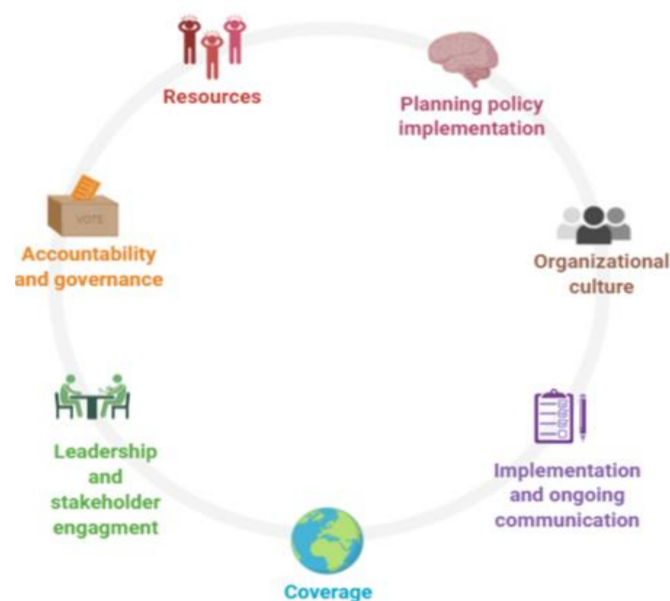 Resources
Planning policy
implementation
VOTE
Accountability
and governance
Organizational
culture
Leadership
and
stakeholder
engagment
Implementation
and ongoing
communication
Coverage